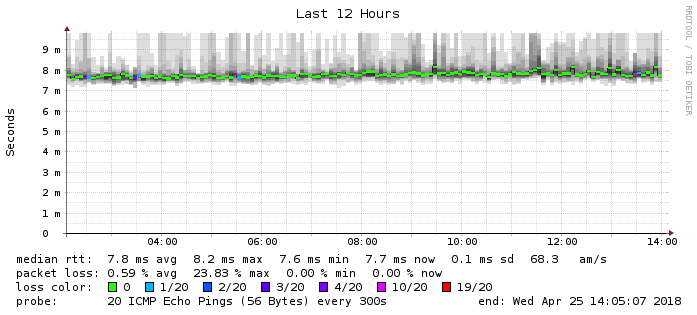 Last 12 Hours
RRDTOOL / TOBI OETIKER
Seconds
9 m
8 m
7 m
6 m
5 m
4 m
3 m
2 m
1 m
0
04:00 06:00 08:00 10:00 12:00 14:00
median rtt: 7.8 ms avg 8.2 ms max 7.6 ms min 7.7 ms now 0.1 ms sd 68.3 am/s
packet loss: 0.59 % avg 23.83 % max 0.00 % min 0.00 % now
loss color: 0 1/20 2/20 3/20 4/20 10/20 19/20
probe: 20 ICMP Echo Pings (56 Bytes) every 300s end: Wed Apr 25 14:05:07 2018